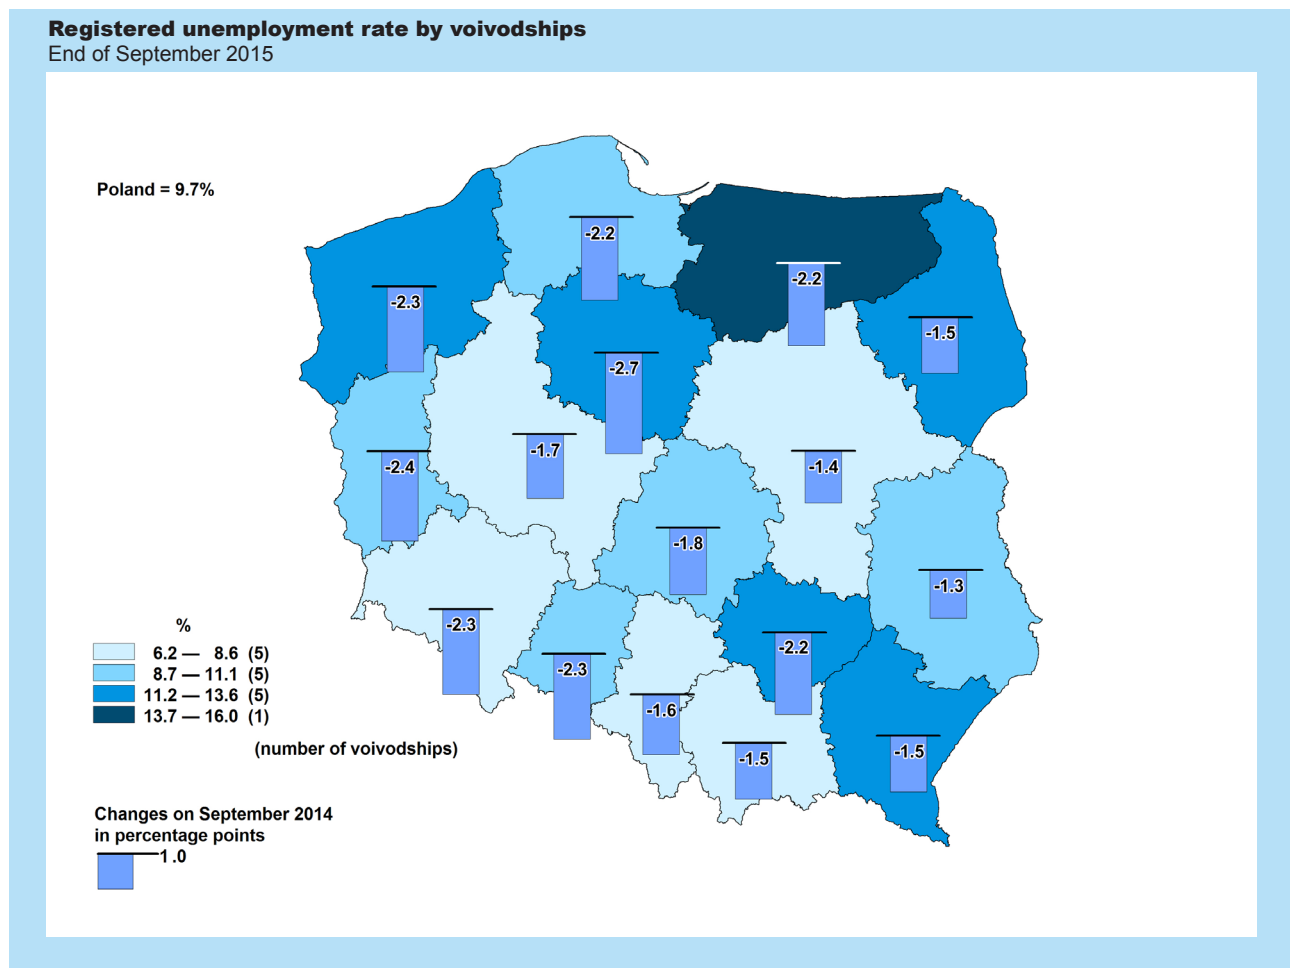 Registered unemployment rate by voivodships
End of September 2015
Poland = 9.7%
-2.2
-2.2
-2.3
-1.5
-2.7
-1.7
-1.4
-2.4
-1.8
-1.3
-2.3
-2.2
-2.3
-1.6
-1.5
-1.5
%
6.2 — 8.6 (5)
8.7 — 11.1 (5)
11.2 — 13.6 (5)
13.7 — 16.0 (1)
(number of voivodships)
Changes on September 2014
in percentage points
1.0